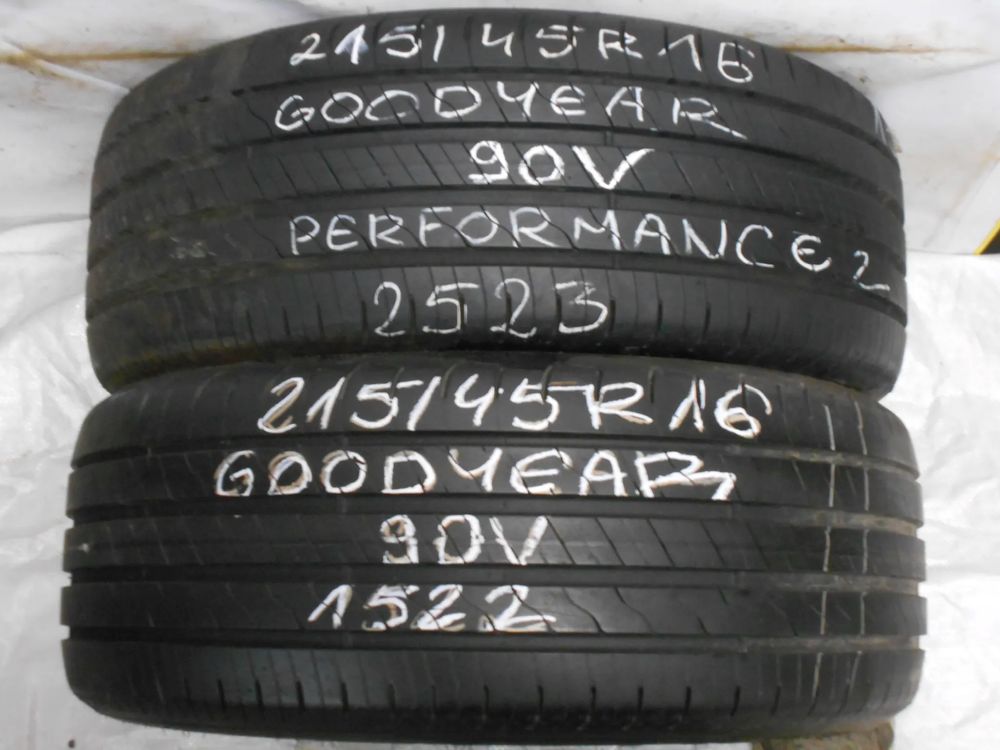 215/45R16
GOODYEAR
90V
PERFORMANCE 2
2523
215/45R16
GOODYEAR
90V
1522